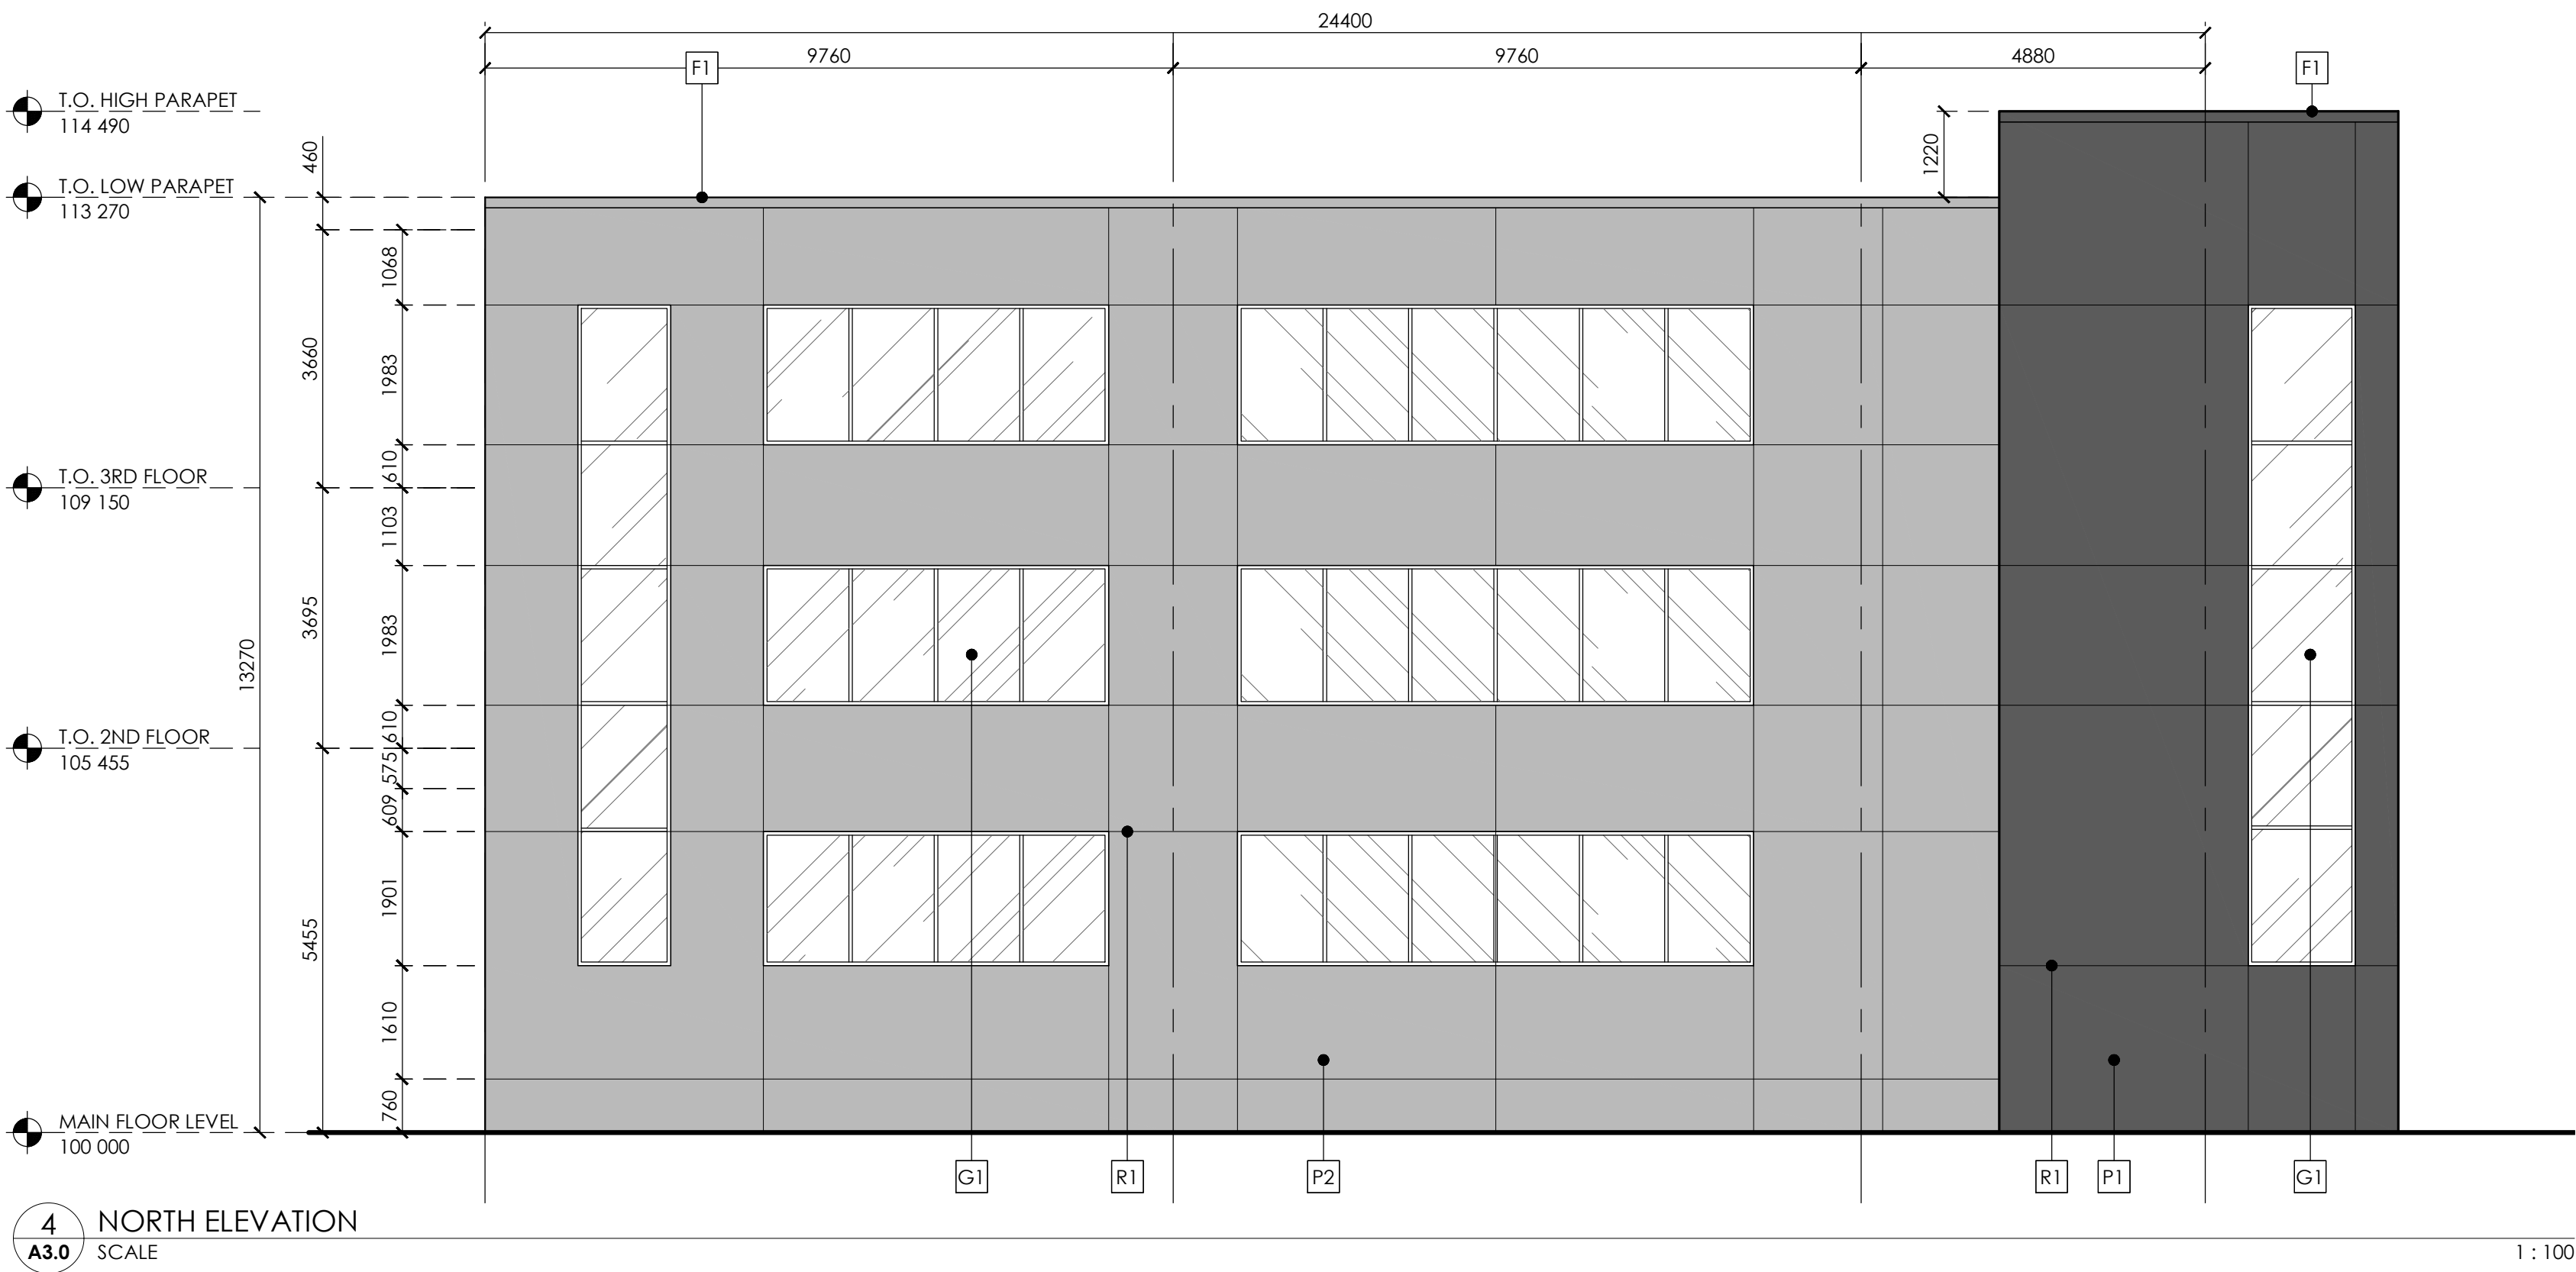 24400
9760
9760
4880
F1
F1
T.O. HIGH PARAPET
114 490
460
1220
T.O. LOW PARAPET
113 270
1068
3660
1983
610
T.O. 3RD FLOOR
109 150
1103
3695
1983
13270
610
T.O. 2ND FLOOR
105 455
575
609
1901
5455
1610
760
MAIN FLOOR LEVEL
100 000
G1
R1
P2
R1
P1
G1
4
NORTH ELEVATION
A3.0
SCALE
1 : 100